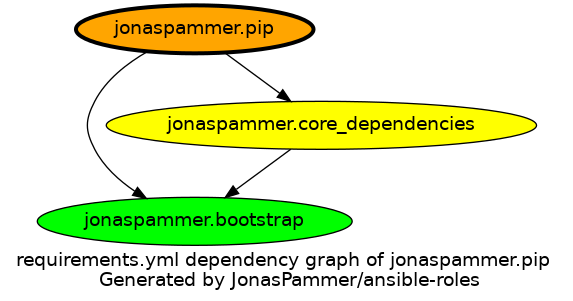 jonaspammer.pip
jonaspammer.core_dependencies
jonaspammer.bootstrap
requirements.yml dependency graph of jonaspammer.pip
Generated by JonasPammer/ansible-roles